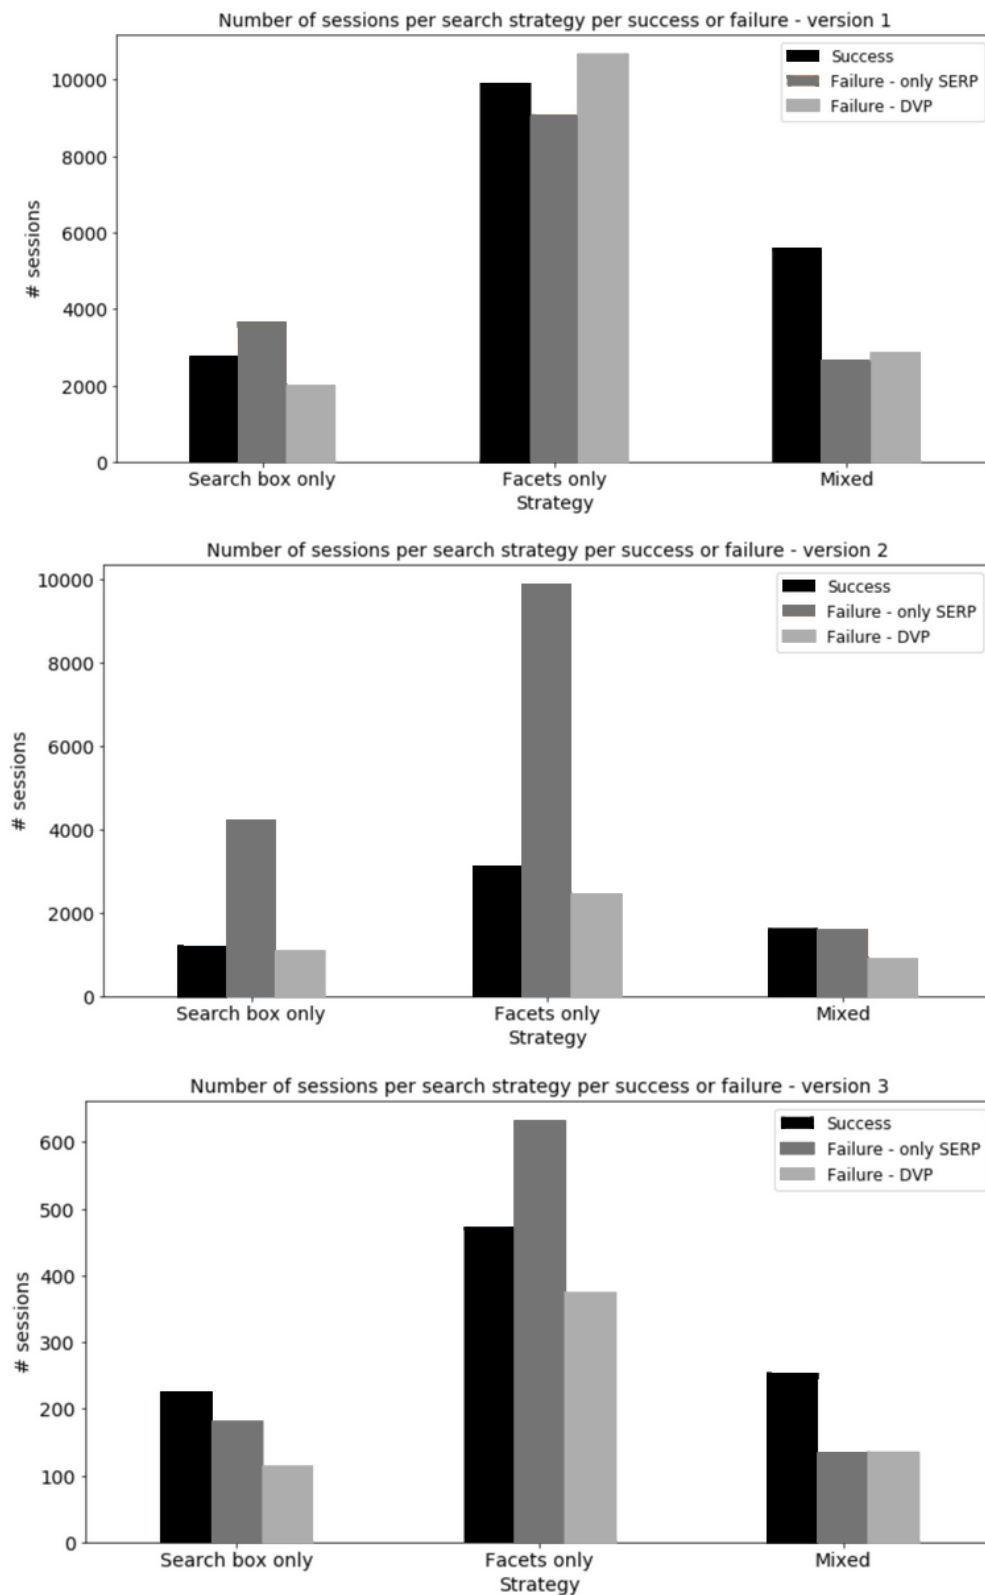 Number of sessions per search strategy per success or failure - version 1
10000
8000
6000
4000
2000
0
# sessions
Success
Failure - only SERP
Failure - DVP
Search box only
Facets only
Mixed
Strategy
Number of sessions per search strategy per success or failure - version 2
10000
8000
6000
4000
2000
0
# sessions
Success
Failure - only SERP
Failure - DVP
Search box only
Facets only
Mixed
Strategy
Number of sessions per search strategy per success or failure - version 3
600
500
400
300
200
100
0
# sessions
Success
Failure - only SERP
Failure - DVP
Search box only
Facets only
Mixed
Strategy